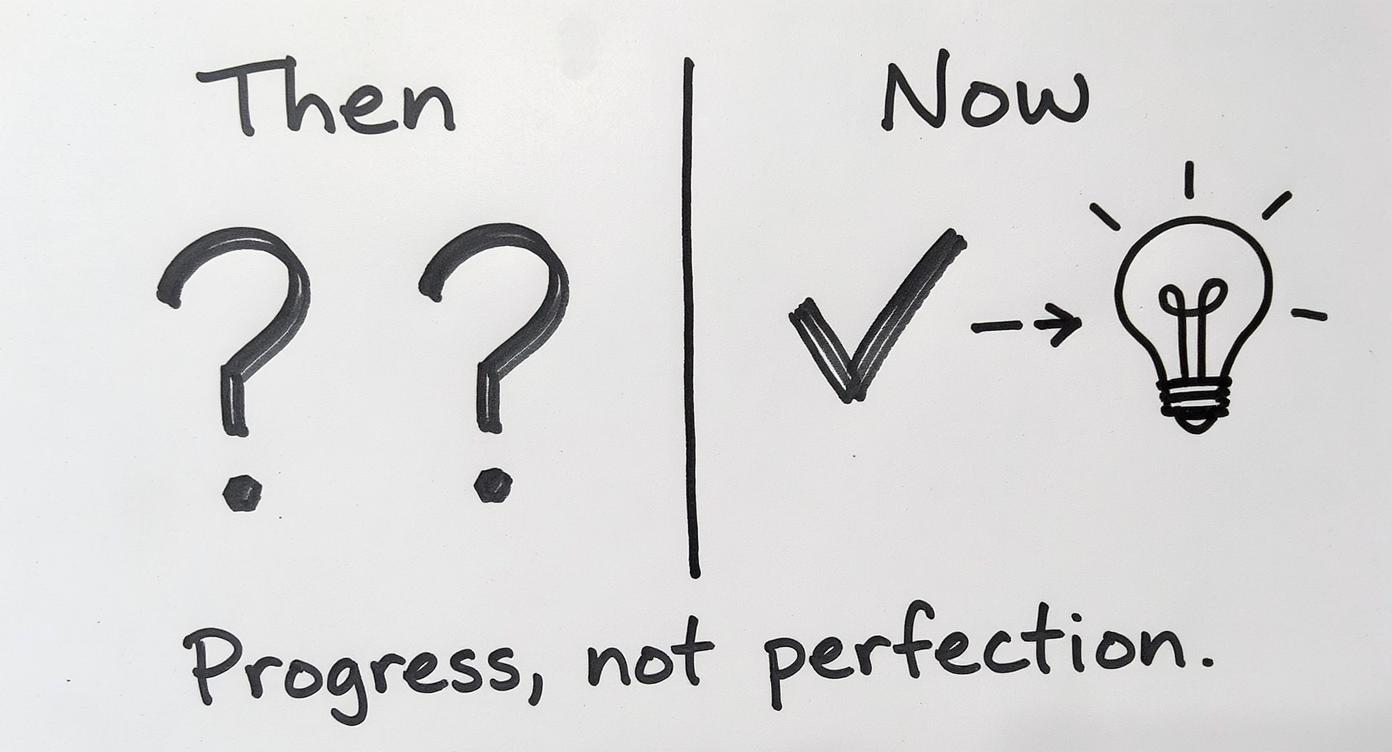 Then
Now
? ?
Progress, not perfection.